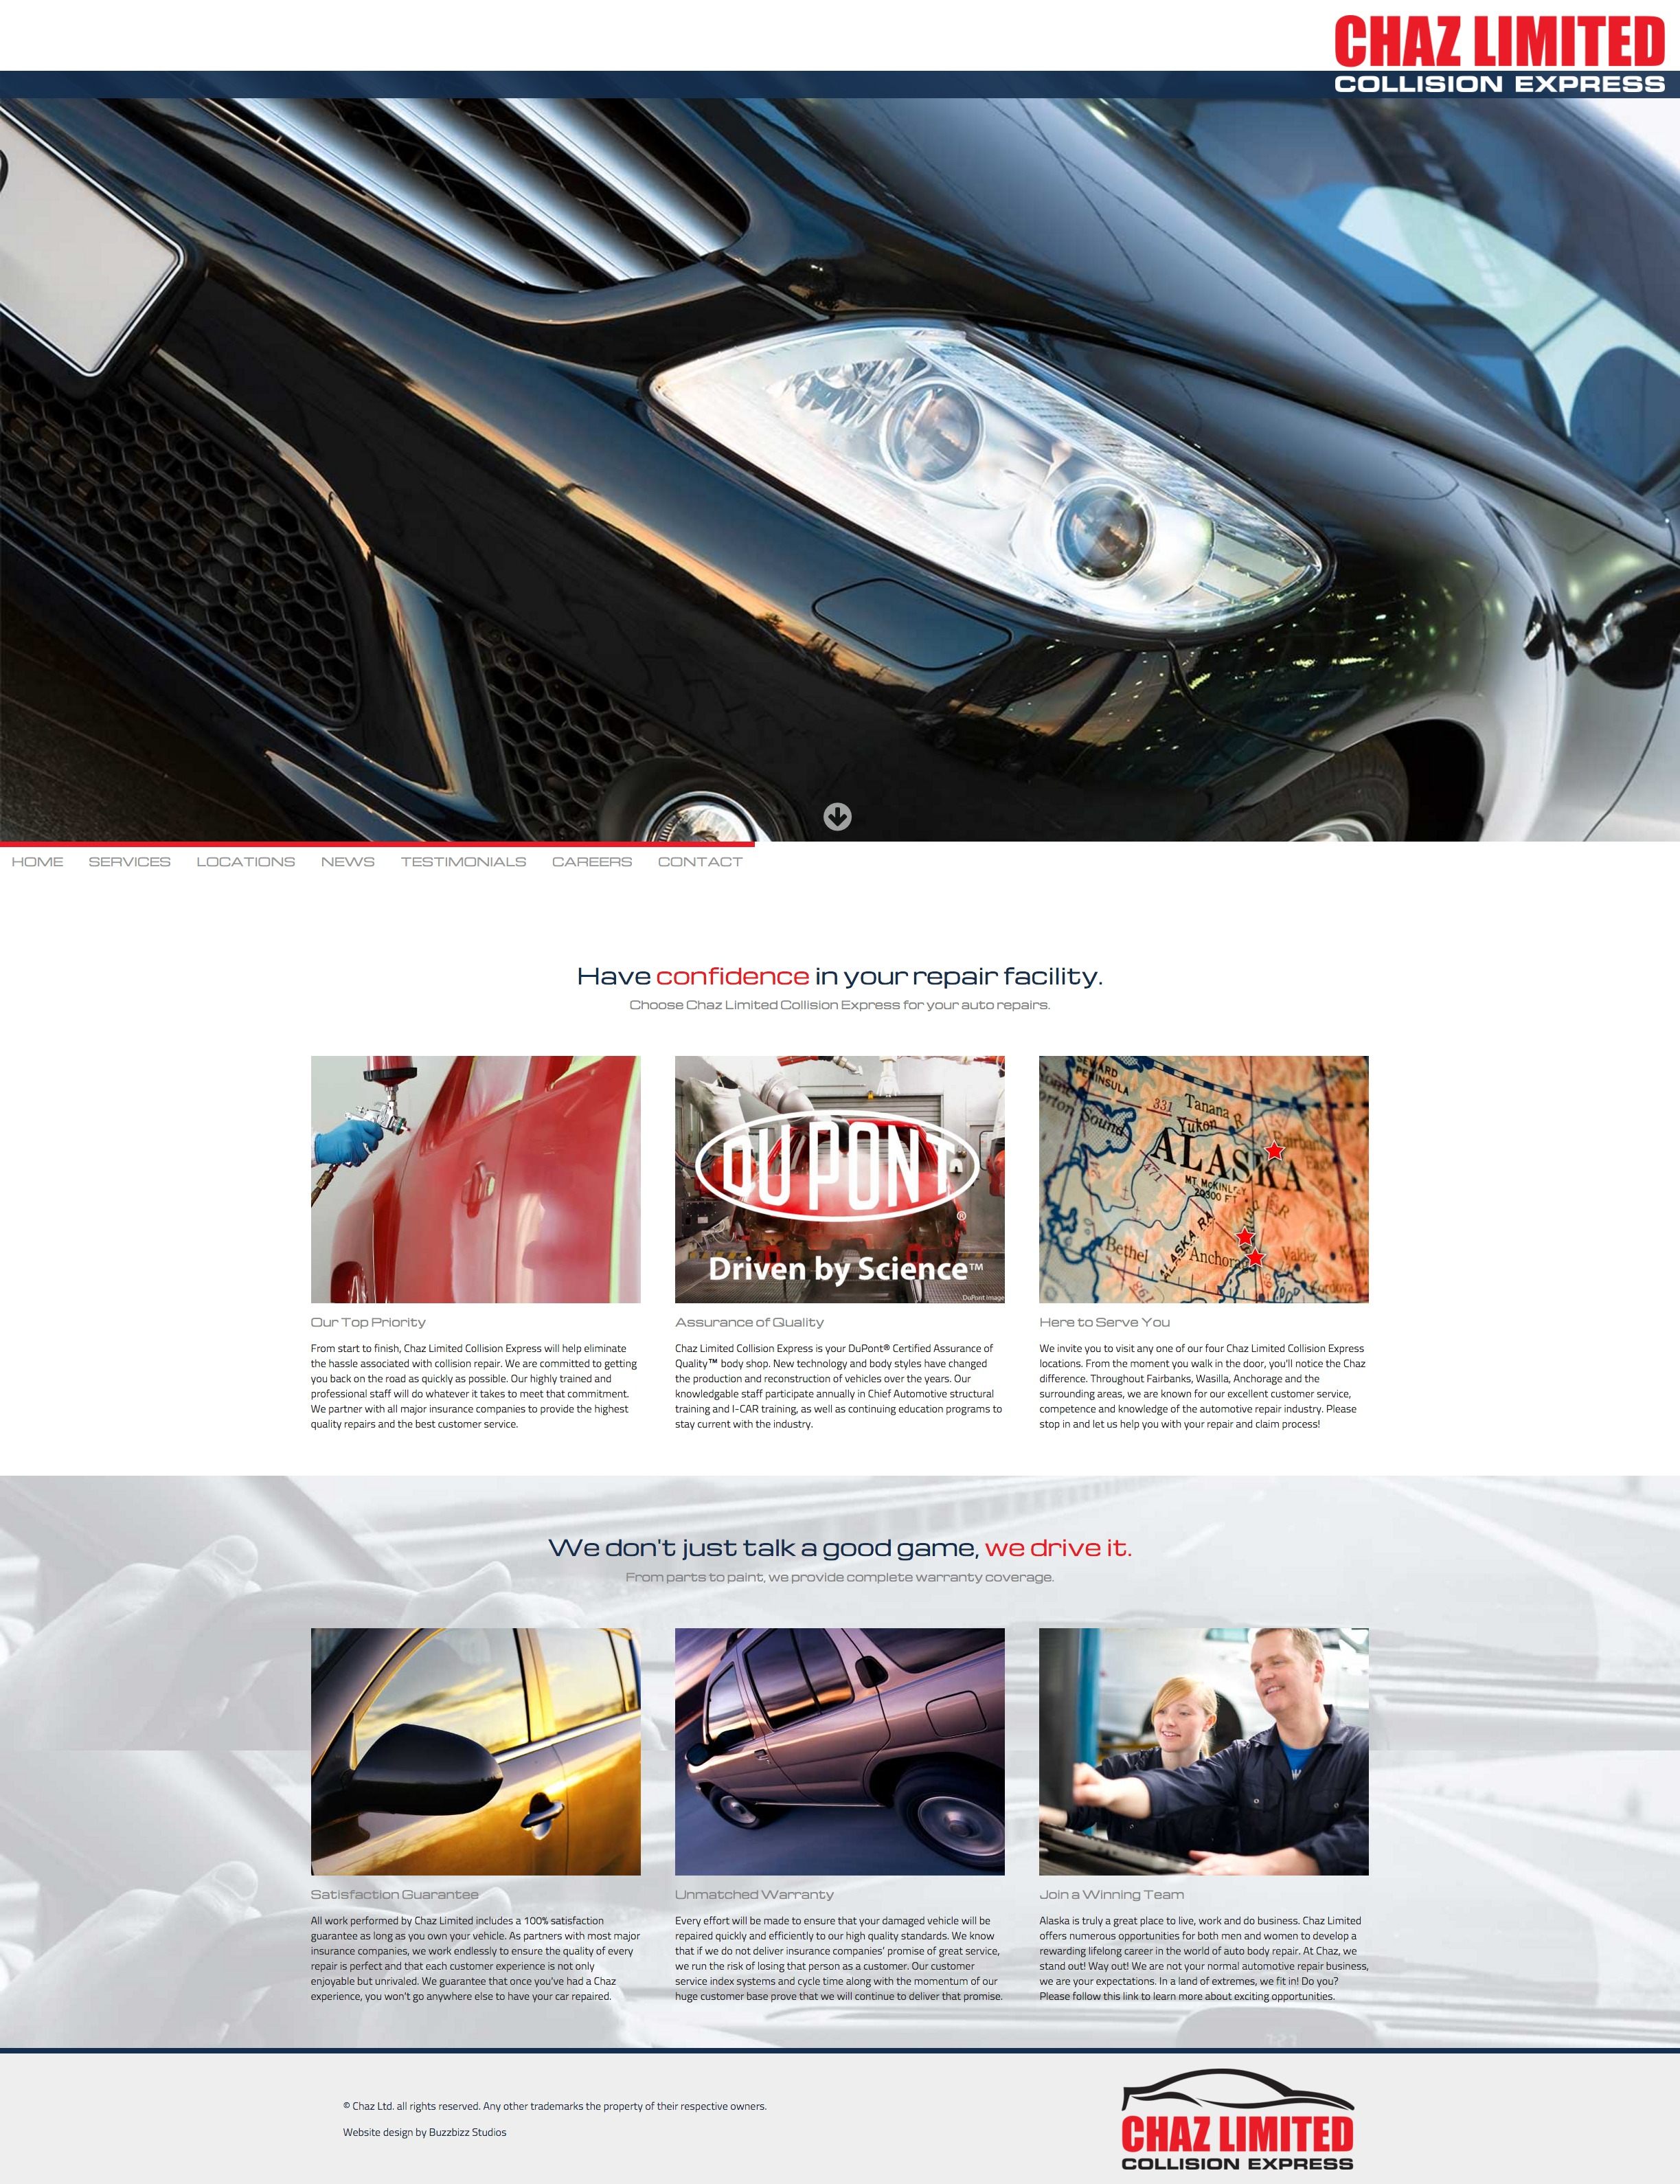 CHAZ LIMITED
COLLISION EXPRESS
HOME SERVICES LOCATIONS NEWS TESTIMONIALS CAREERS CONTACT
Have confidence in your repair facility.
Choose Chaz Limited Collision Express for your auto repairs.
DUPONT
®
Driven by Science™
DuPont Image
SEWARD
PENINSULA
Sound
331
Tanana R
Yukon
ALASKA
471
MT. McKINLEY
20300 FT
ALASKA RA
Bethel
Anchorag
Valdez
Our Top Priority
From start to finish, Chaz Limited Collision Express will help eliminate
the hassle associated with collision repair. We are committed to getting
you back on the road as quickly as possible. Our highly trained and
professional staff will do whatever it takes to meet that commitment.
We partner with all major insurance companies to provide the highest
quality repairs and the best customer service.
Assurance of Quality
Chaz Limited Collision Express is your DuPont® Certified Assurance of
Quality™ body shop. New technology and body styles have changed
the production and reconstruction of vehicles over the years. Our
knowledgable staff participate annually in Chief Automotive structural
training and I-CAR training, as well as continuing education programs to
stay current with the industry.
Here to Serve You
We invite you to visit any one of our four Chaz Limited Collision Express
locations. From the moment you walk in the door, you'll notice the Chaz
difference. Throughout Fairbanks, Wasilla, Anchorage and the
surrounding areas, we are known for our excellent customer service,
competence and knowledge of the automotive repair industry. Please
stop in and let us help you with your repair and claim process!
We don't just talk a good game, we drive it.
From parts to paint, we provide complete warranty coverage.
Satisfaction Guarantee
All work performed by Chaz Limited includes a 100% satisfaction
guarantee as long as you own your vehicle. As partners with most major
insurance companies, we work endlessly to ensure the quality of every
repair is perfect and that each customer experience is not only
enjoyable but unrivaled. We guarantee that once you've had a Chaz
experience, you won't go anywhere else to have your car repaired.
Unmatched Warranty
Every effort will be made to ensure that your damaged vehicle will be
repaired quickly and efficiently to our high quality standards. We know
that if we do not deliver insurance companies' promise of great service,
we run the risk of losing that person as a customer. Our customer
service index systems and cycle time along with the momentum of our
huge customer base prove that we will continue to deliver that promise.
Join a Winning Team
Alaska is truly a great place to live, work and do business. Chaz Limited
offers numerous opportunities for both men and women to develop a
rewarding lifelong career in the world of auto body repair. At Chaz, we
stand out! Way out! We are not your normal automotive repair business,
we are your expectations. In a land of extremes, we fit in! Do you?
Please follow this link to learn more about exciting opportunities.
© Chaz Ltd. all rights reserved. Any other trademarks the property of their respective owners.
Website design by Buzzbizz Studios
CHAZ LIMITED
COLLISION EXPRESS